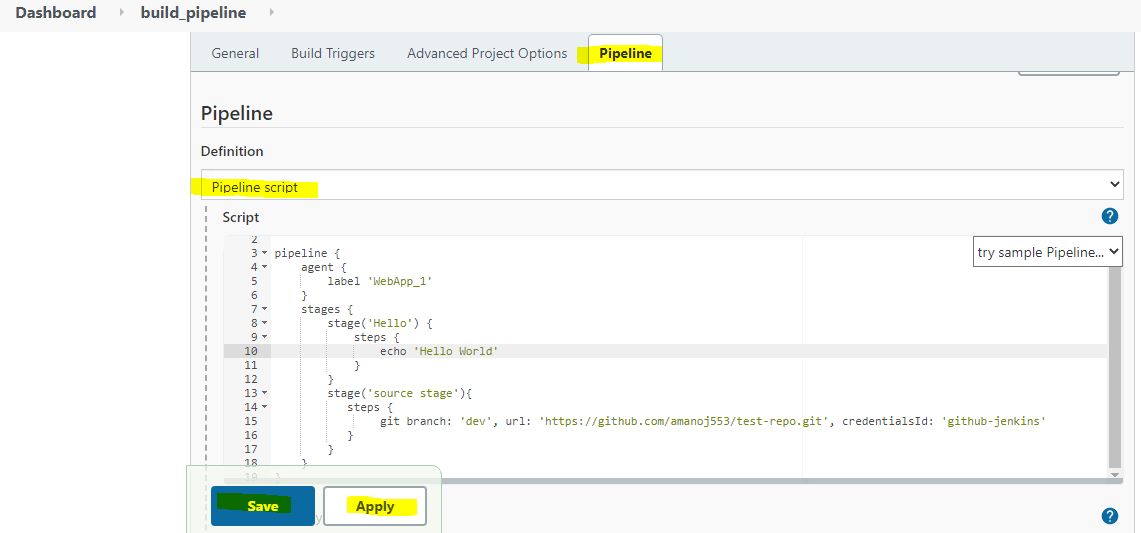 Dashboard build_pipeline
General Build Triggers Advanced Project Options Pipeline
Pipeline
Definition
Pipeline script
Script
try sample Pipeline...
2
3 pipeline {
4 agent {
5 label 'WebApp_1'
6 }
7 stages {
8 stage('Hello') {
9 steps {
10 echo 'Hello World'
11 }
12 }
13 stage('source stage'){
14 steps {
15 git branch: 'dev', url: 'https://github.com/amanoj553/test-repo.git', credentialsId: 'github-jenkins'
16 }
17 }
18 }
19 }
Save Apply